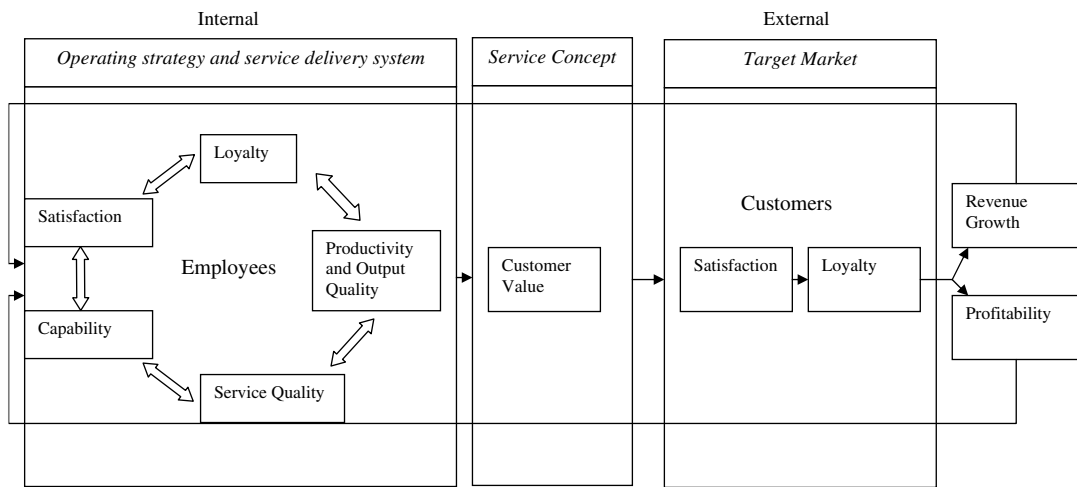 Internal
External
Operating strategy and service delivery system
Service Concept
Target Market
Loyalty
Satisfaction
Employees
Productivity
and Output
Quality
Capability
Service Quality
Customer
Value
Customers
Satisfaction
Loyalty
Revenue
Growth
Profitability